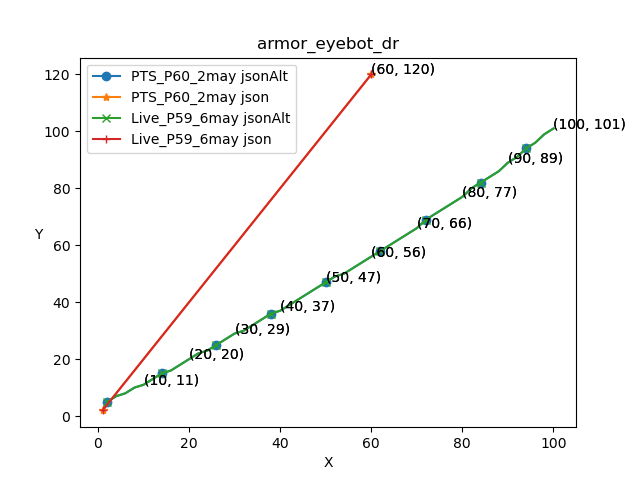 armor_eyebot_dr
PTS_P60_2may jsonAlt
PTS_P60_2may json
Live_P59_6may jsonAlt
Live_P59_6may json
(60, 120)
(100, 101)
(90, 89)
(80, 77)
(70, 66)
(60, 56)
(50, 47)
(40, 37)
(30, 29)
(20, 20)
(10, 11)
120
100
80
60
40
20
0
Y
0 20 40 60 80 100
X